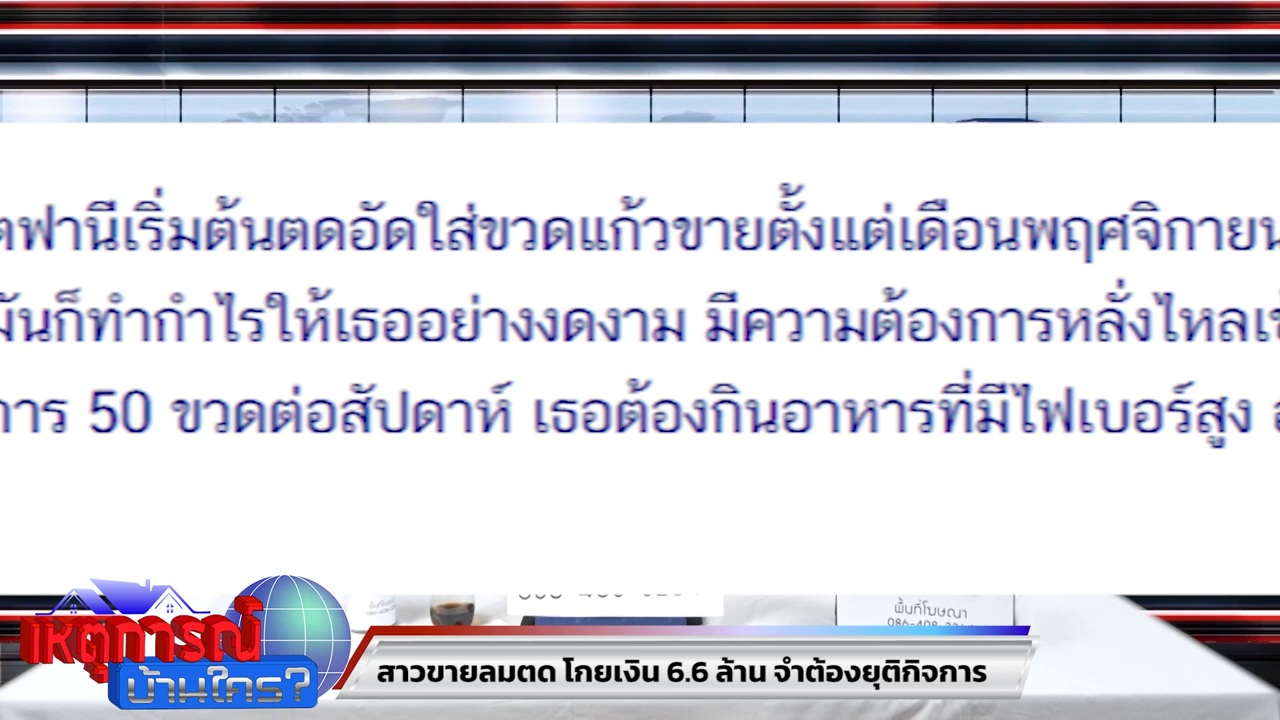 ตฟานีเริ่มต้นตดอัดใส่ขวดแก้วขายตั้งแต่เดือนพฤศจิกายน
มันก็ทำกำไรให้เธออย่างงดงาม มีความต้องการหลั่งไหลเข้
การ 50 ขวดต่อสัปดาห์ เธอต้องกินอาหารที่มีไฟเบอร์สูง
พื้นที่โฆษณา
เหตุการณ์
บ้านใคร?
สาวขายลมตด โกยเงิน 6.6 ล้าน จำต้องยุติกิจการ